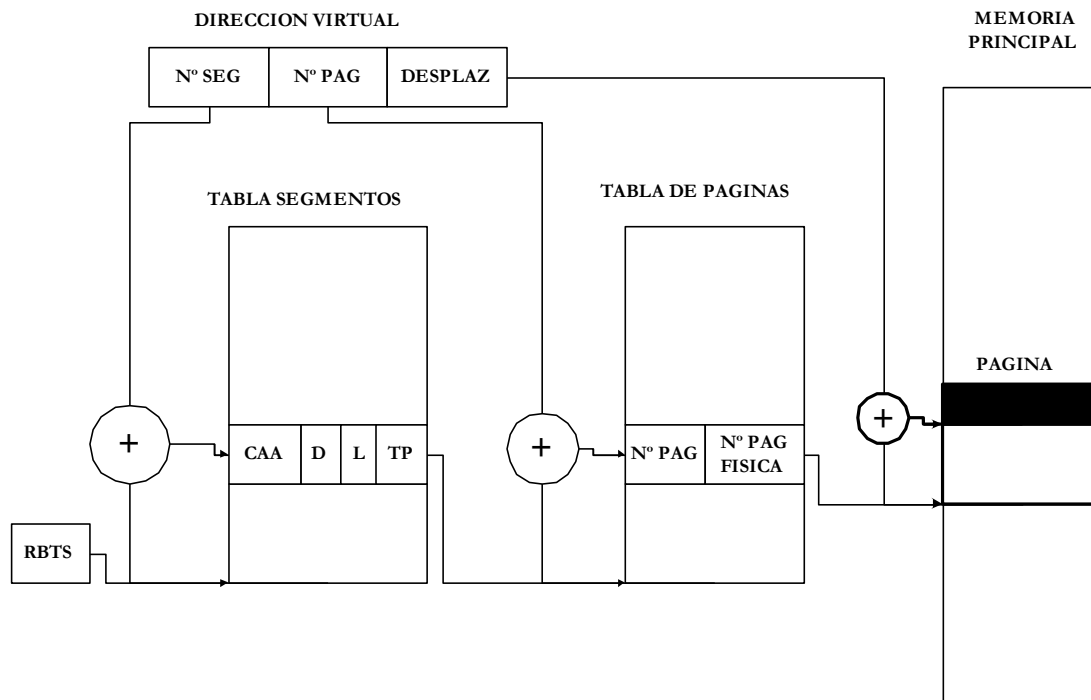 DIRECCION VIRTUAL
MEMORIA
PRINCIPAL
Nº SEG
Nº PAG
DESPLAZ
TABLA SEGMENTOS
TABLA DE PAGINAS
PAGINA
+
+
+
CAA
D
L
TP
Nº PAG
Nº PAG
FISICA
RBTS